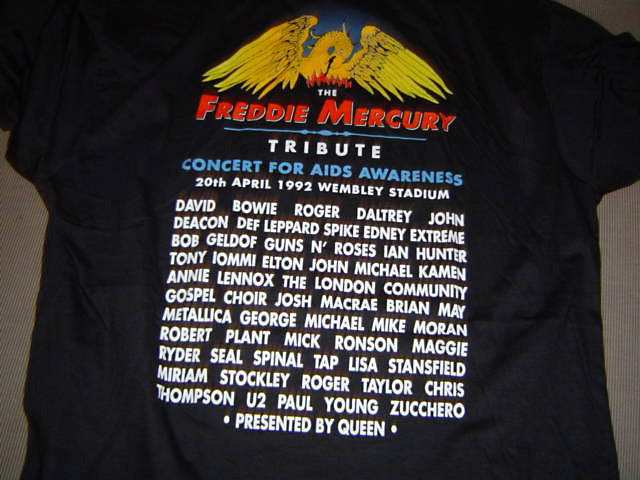 THE
FREDDIE MERCURY
TRIBUTE
CONCERT FOR AIDS AWARENESS
20th APRIL 1992 WEMBLEY STADIUM
DAVID BOWIE ROGER DALTREY JOHN
DEACON DEF LEPPARD SPIKE EDNEY EXTREME
BOB GELDOF GUNS N' ROSES IAN HUNTER
TONY IOMMI ELTON JOHN MICHAEL KAMEN
ANNIE LENNOX THE LONDON COMMUNITY
GOSPEL CHOIR JOSH MACRAE BRIAN MAY
METALLICA GEORGE MICHAEL MIKE MORAN
ROBERT PLANT MICK RONSON MAGGIE
RYDER SEAL SPINAL TAP LISA STANSFIELD
MIRIAM STOCKLEY ROGER TAYLOR CHRIS
THOMPSON U2 PAUL YOUNG ZUCCHERO
• PRESENTED BY QUEEN •